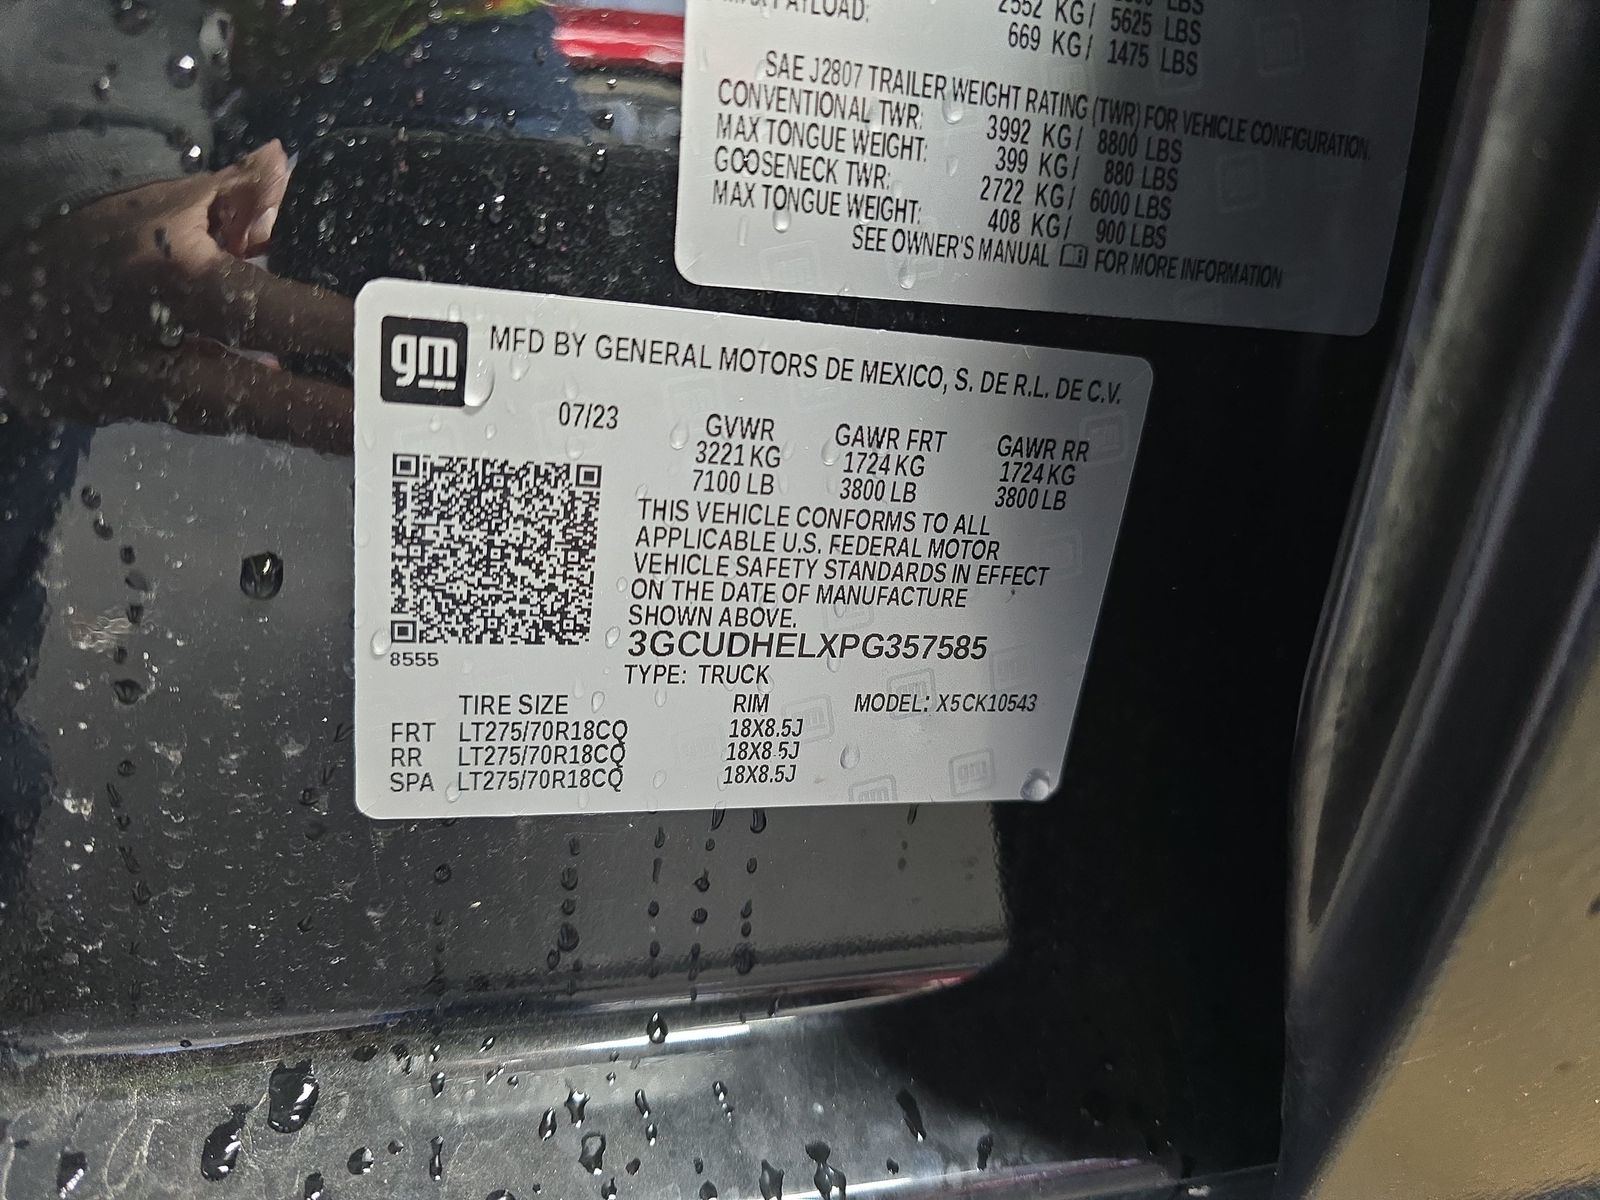 PAYLOAD:
2552 KG/ 5625 LBS
669 KG/ 1475 LBS
SAE J2807 TRAILER WEIGHT RATING (TWR) FOR VEHICLE CONFIGURATION.
CONVENTIONAL TWR: 3992 KG/ 8800 LBS
MAX TONGUE WEIGHT: 399 KG/ 880 LBS
GOOSENECK TWR: 2722 KG/ 6000 LBS
MAX TONGUE WEIGHT: 408 KG/ 900 LBS
SEE OWNER'S MANUAL FOR MORE INFORMATION
gm
MFD BY GENERAL MOTORS DE MEXICO, S. DE R.L. DE C.V.
07/23
GVWR GAWR FRT GAWR RR
3221 KG 1724 KG 1724 KG
7100 LB 3800 LB 3800 LB
THIS VEHICLE CONFORMS TO ALL
APPLICABLE U.S. FEDERAL MOTOR
VEHICLE SAFETY STANDARDS IN EFFECT
ON THE DATE OF MANUFACTURE
SHOWN ABOVE.
3GCUDHELXPG357585
8555
TYPE: TRUCK
TIRE SIZE RIM MODEL: X5CK10543
FRT LT275/70R18CQ 18X8.5J
RR LT275/70R18CQ 18X8.5J
SPA LT275/70R18CQ 18X8.5J